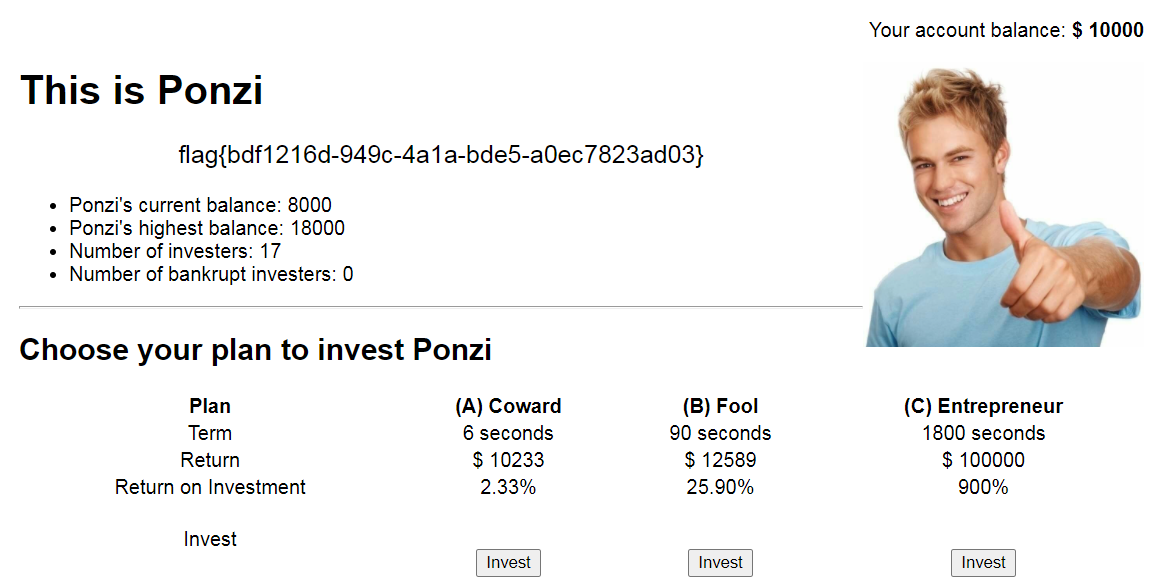 Your account balance: $ 10000
This is Ponzi
flag{bdf1216d-949c-4a1a-bde5-a0ec7823ad03}
• Ponzi's current balance: 8000
• Ponzi's highest balance: 18000
• Number of investers: 17
• Number of bankrupt investers: 0
Choose your plan to invest Ponzi
Plan (A) Coward (B) Fool (C) Entrepreneur
Term 6 seconds 90 seconds 1800 seconds
Return $ 10233 $ 12589 $ 100000
Return on Investment 2.33% 25.90% 900%
Invest
Invest Invest Invest